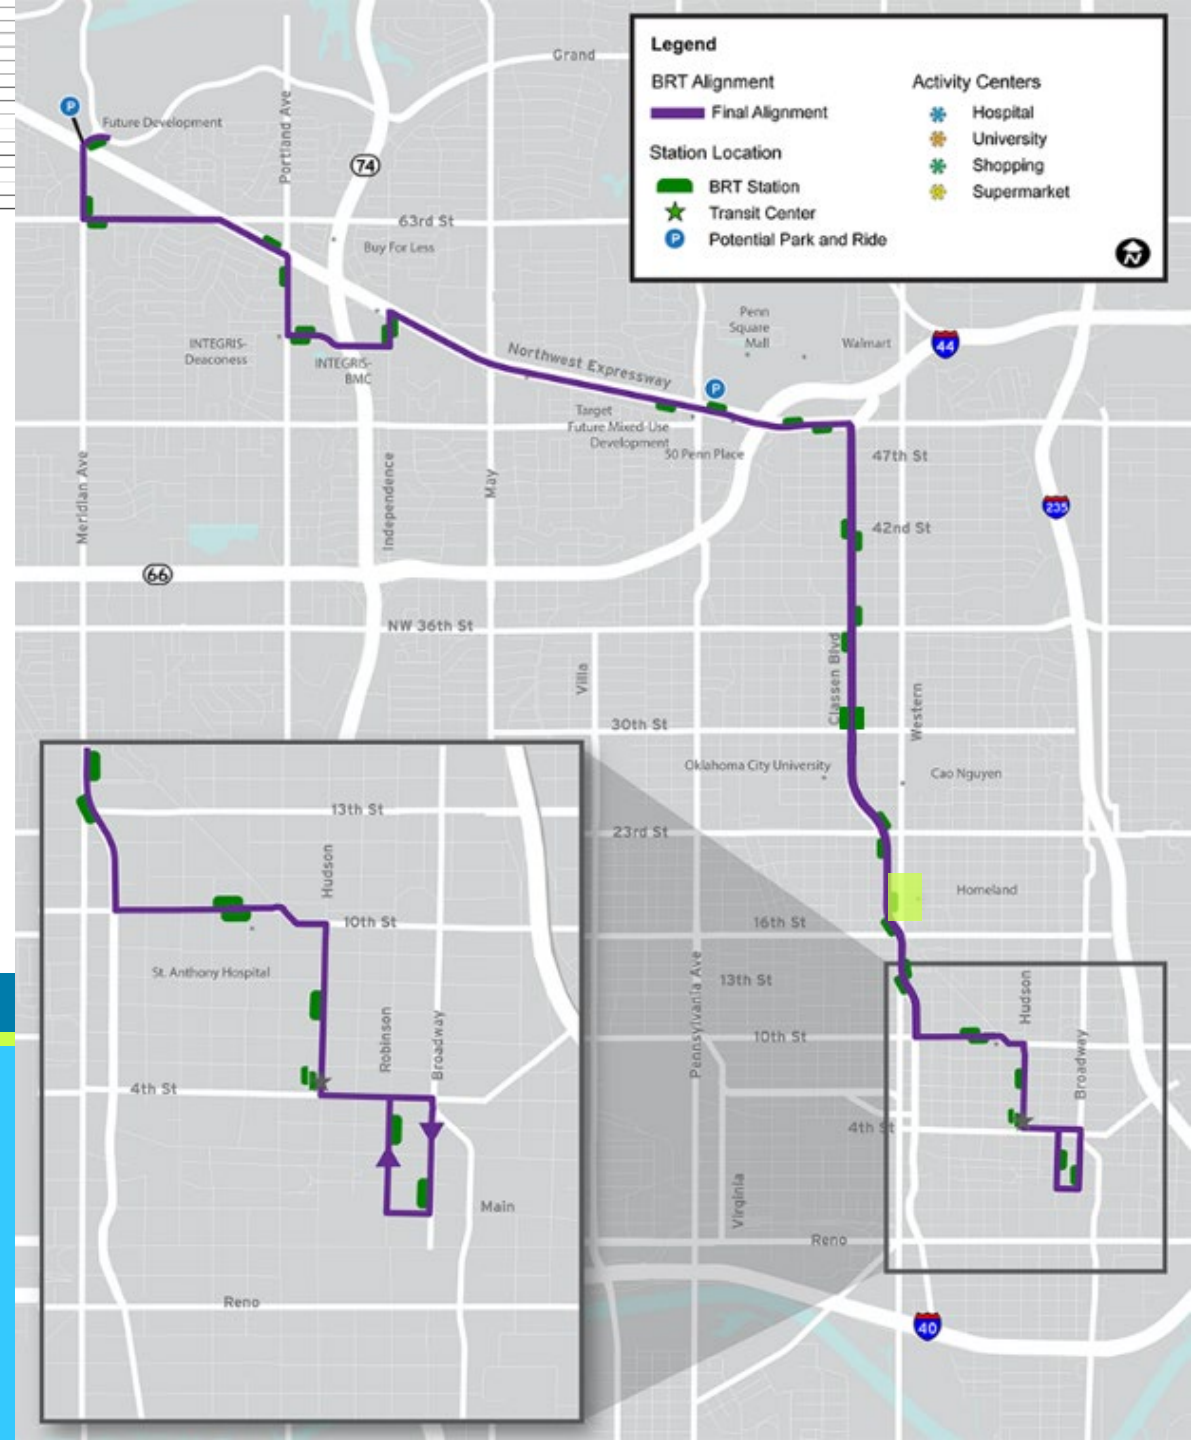 Legend
BRT Alignment
Final Alignment
Station Location
BRT Station
Transit Center
P
Potential Park and Ride
Activity Centers
Hospital
University
Shopping
Supermarket
N
Grand
P
Future Development
Portland Ave
74
63rd St
Buy For Less
INTEGRIS-
Deaconess
INTEGRIS-
BMC
Penn
Square
Mall
Walmart
44
Northwest Expressway
P
Target
Future Mixed-Use
Development
50 Penn Place
47th St
Meridian Ave
Independence
May
42nd St
235
66
NW 36th St
Villa
Classen Blvd
Western
30th St
Oklahoma City University
Cao Nguyen
23rd St
Homeland
16th St
13th St
Pennsylvania Ave
Hudson
10th St
Broadway
4th St
Virginia
Reno
40
13th St
Hudson
10th St
St. Anthony Hospital
Robinson
Broadway
4th St
Main
Reno